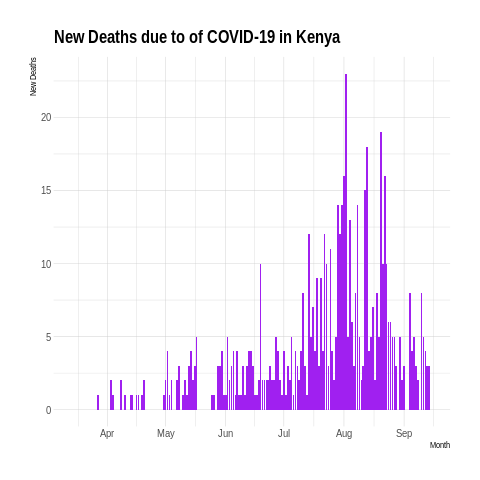 New Deaths due to of COVID-19 in Kenya
New Deaths
20
15
10
5
0
Apr May Jun Jul Aug Sep
Month